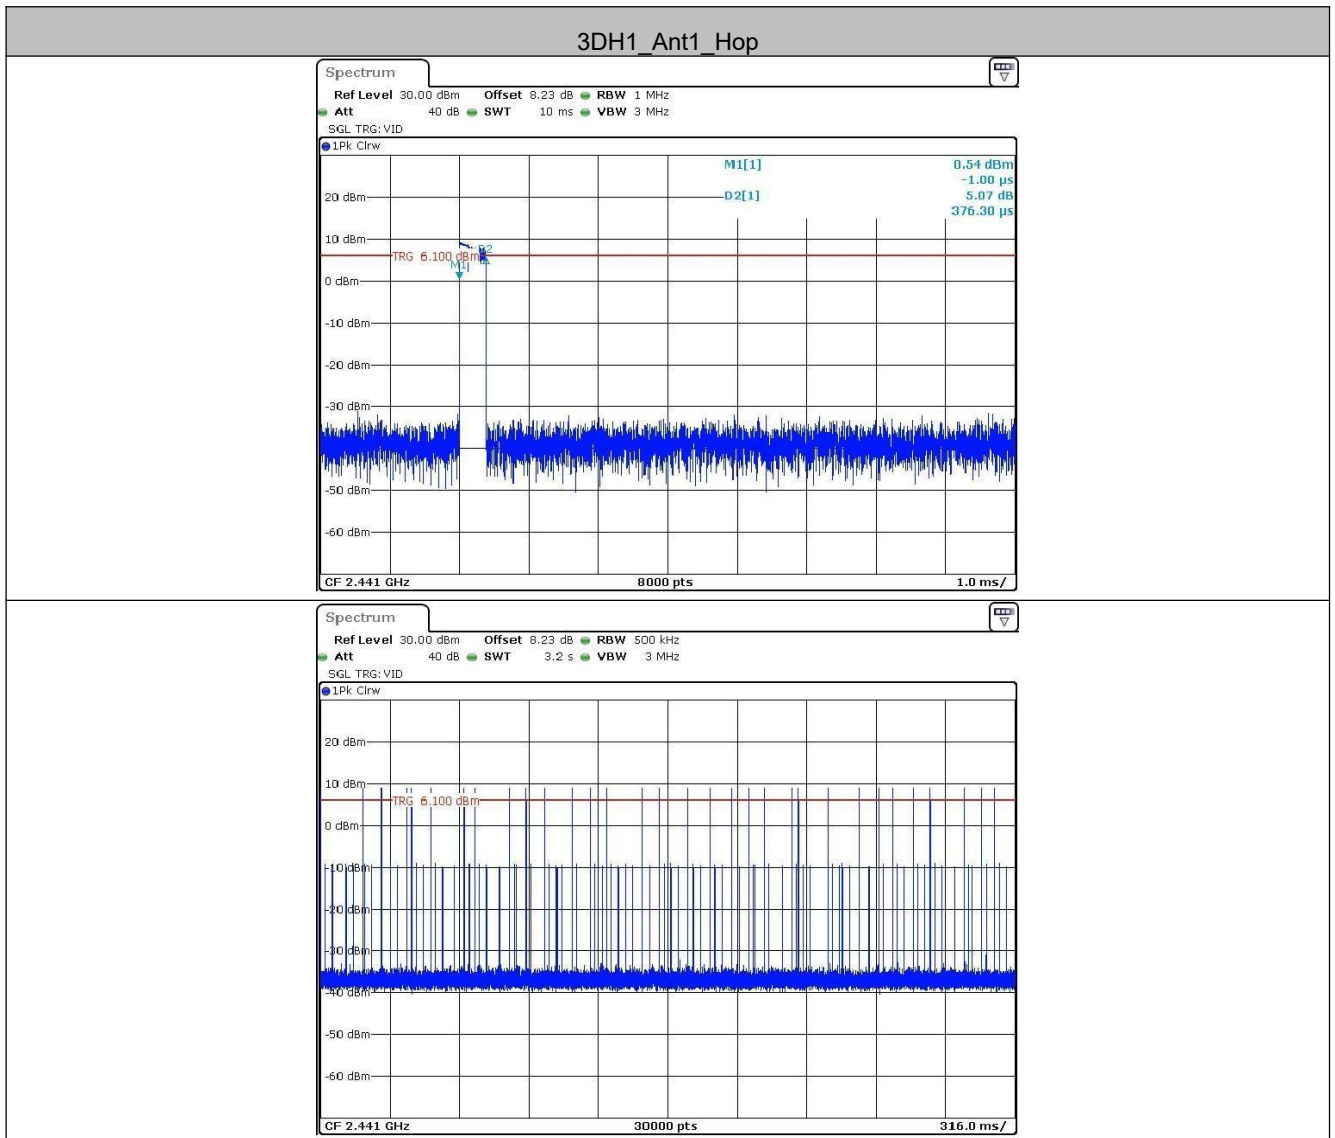 3DH1_Ant1_Hop
Spectrum
Ref Level 30.00 dBm Offset 8.23 dB RBW 1 MHz
Att 40 dB SWT 10 ms VBW 3 MHz
SGL TRG: VID
1Pk Clrw
M1[1] 0.54 dBm
-1.00 µs
D2[1] 5.07 dB
376.30 µs
20 dBm
10 dBm
D2
TRG 6.100 dBm
M1
0 dBm
-10 dBm
-20 dBm
-30 dBm
-50 dBm
-60 dBm
CF 2.441 GHz 8000 pts 1.0 ms/
Spectrum
Ref Level 30.00 dBm Offset 8.23 dB RBW 500 kHz
Att 40 dB SWT 3.2 s VBW 3 MHz
SGL TRG: VID
1Pk Clrw
20 dBm
10 dBm
TRG 6.100 dBm
0 dBm
-10 dBm
-20 dBm
-30 dBm
-40 dBm
-50 dBm
-60 dBm
CF 2.441 GHz 30000 pts 316.0 ms/